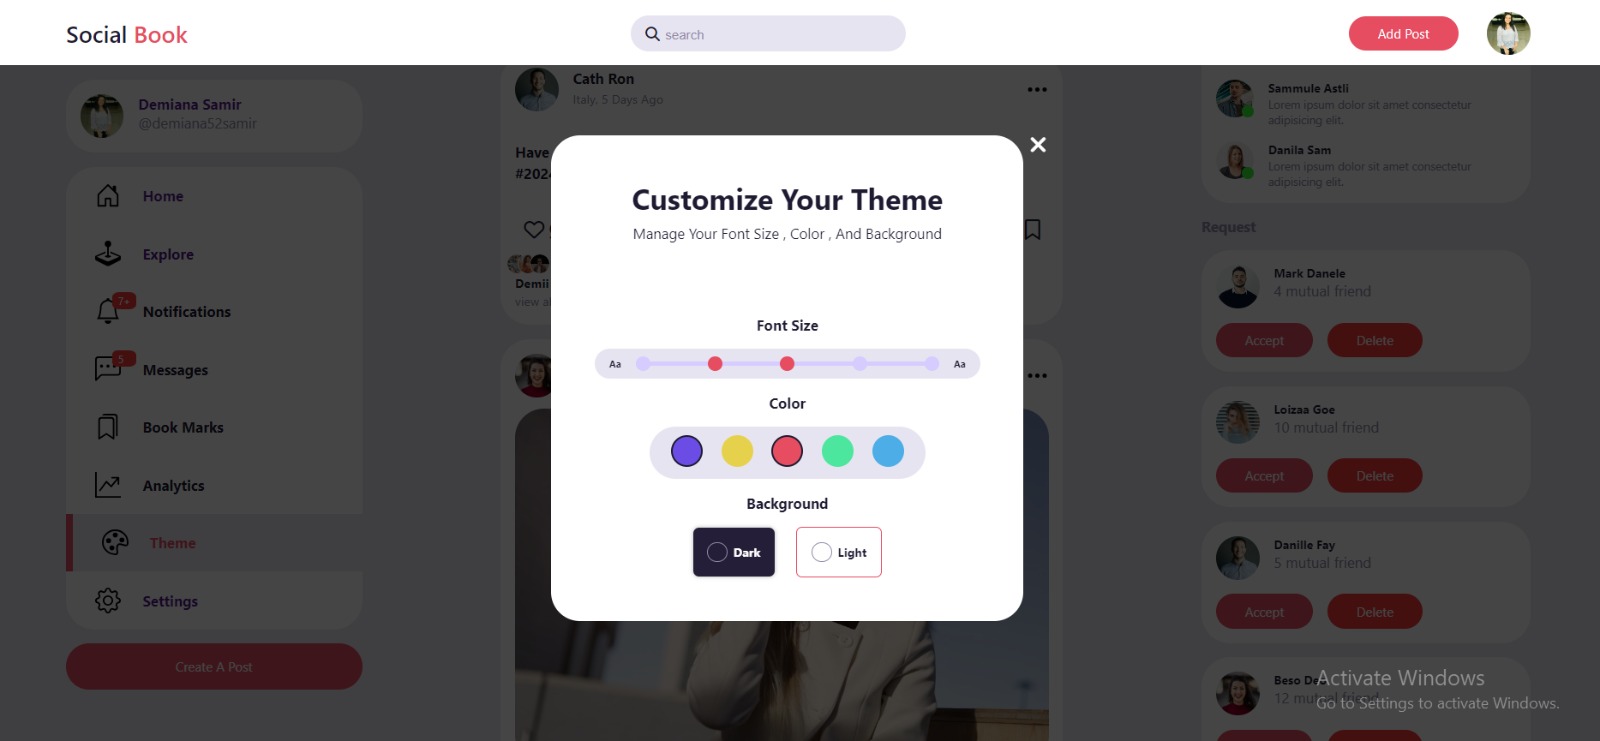 Social Book
search
Add Post
Demiana Samir
@demiana52samir
Home
Explore
7+
Notifications
5
Messages
Book Marks
Analytics
Theme
Settings
Create A Post
Cath Ron
Italy, 5 Days Ago
Have
Demii
Customize Your Theme
Manage Your Font Size , Color , And Background
Font Size
Aa
Aa
Color
Background
Dark
Light
Sammule Astli
Lorem ipsum dolor sit amet consectetur
adipisicing elit.
Danila Sam
Lorem ipsum dolor sit amet consectetur
adipisicing elit.
Request
Mark Danele
4 mutual friend
Accept
Delete
Loizaa Goe
10 mutual friend
Accept
Delete
Danille Fay
5 mutual friend
Accept
Delete
Beso
12 mutual friend
Activate Windows
Go to Settings to activate Windows.